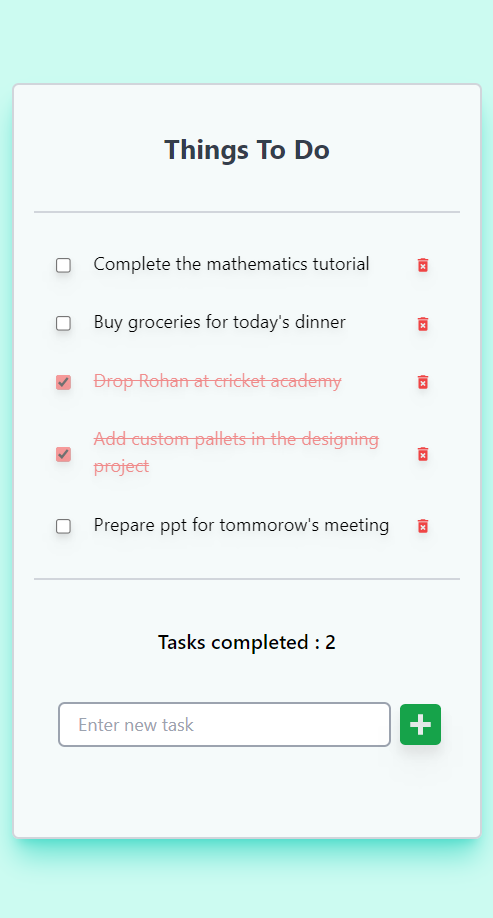 Things To Do
Complete the mathematics tutorial
Buy groceries for today's dinner
Drop Rohan at cricket academy
Add custom pallets in the designing
project
Prepare ppt for tommorow's meeting
Tasks completed : 2
Enter new task